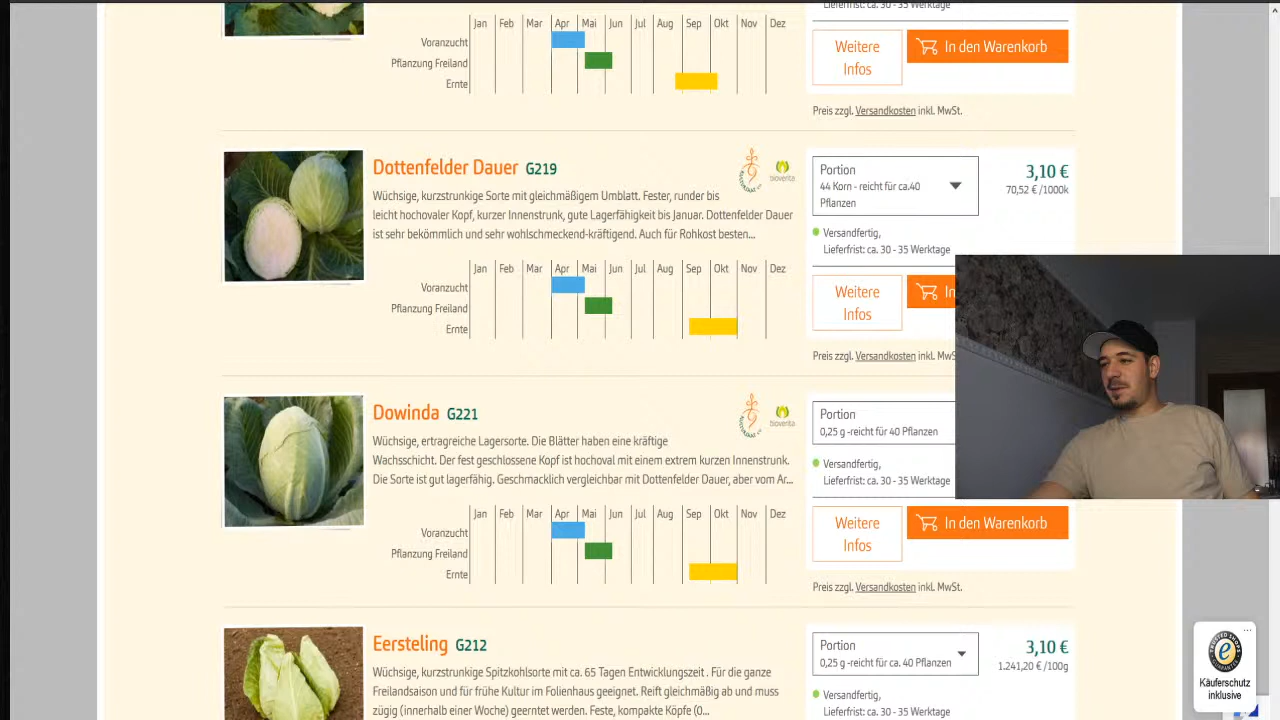 Lieferfrist: ca. 30 - 35 Werktage
Jan Feb Mar Apr Mai Jun Jul Aug Sep Okt Nov Dez
Voranzucht
Pflanzung Freiland
Ernte
Weitere Infos
In den Warenkorb
Preis zzgl. Versandkosten inkl. MwSt.
Dottenfelder Dauer G219
bioverita
Wüchsige, kurzstrunkige Sorte mit gleichmäßigem Umblatt. Fester, runder bis
leicht hochovaler Kopf, kurzer Innenstrunk, gute Lagerfähigkeit bis Januar. Dottenfelder Dauer
ist sehr bekömmlich und sehr wohlschmeckend-kräftigend. Auch für Rohkost besten...
Jan Feb Mar Apr Mai Jun Jul Aug Sep Okt Nov Dez
Voranzucht
Pflanzung Freiland
Ernte
Portion
44 Korn - reicht für ca.40
Pflanzen
3,10 €
70,52 € /1000k
Versandfertig,
Lieferfrist: ca. 30 - 35 Werktage
Weitere
Infos
In
Preis zzgl. Versandkosten inkl. MwS
Dowinda G221
bioverita
Wüchsige, ertragreiche Lagersorte. Die Blätter haben eine kräftige
Wachsschicht. Der fest geschlossene Kopf ist hochoval mit einem extrem kurzen Innenstrunk.
Die Sorte ist gut lagerfähig. Geschmacklich vergleichbar mit Dottenfelder Dauer, aber vom Ar...
Jan Feb Mar Apr Mai Jun Jul Aug Sep Okt Nov Dez
Voranzucht
Pflanzung Freiland
Ernte
Portion
0,25 g -reicht für 40 Pflanzen
Versandfertig,
Lieferfrist: ca. 30 - 35 Werktage
Weitere
Infos
In den Warenkorb
Preis zzgl. Versandkosten inkl. MwSt.
Eersteling G212
Wüchsige, kurzstrunkige Spitzkohlsorte mit ca. 65 Tagen Entwicklungszeit . Für die ganze
Freilandsaison und für frühe Kultur im Folienhaus geeignet. Reift gleichmäßig ab und muss
zügig (innerhalb einer Woche) geerntet werden. Feste, kompakte Köpfe (0...
Portion
0,25 g -reicht für ca. 40 Pflanzen
3,10 €
1.241,20 € /100g
Versandfertig,
Lieferfrist: ca. 30 - 35 Werktage
Käuferschutz
inklusive